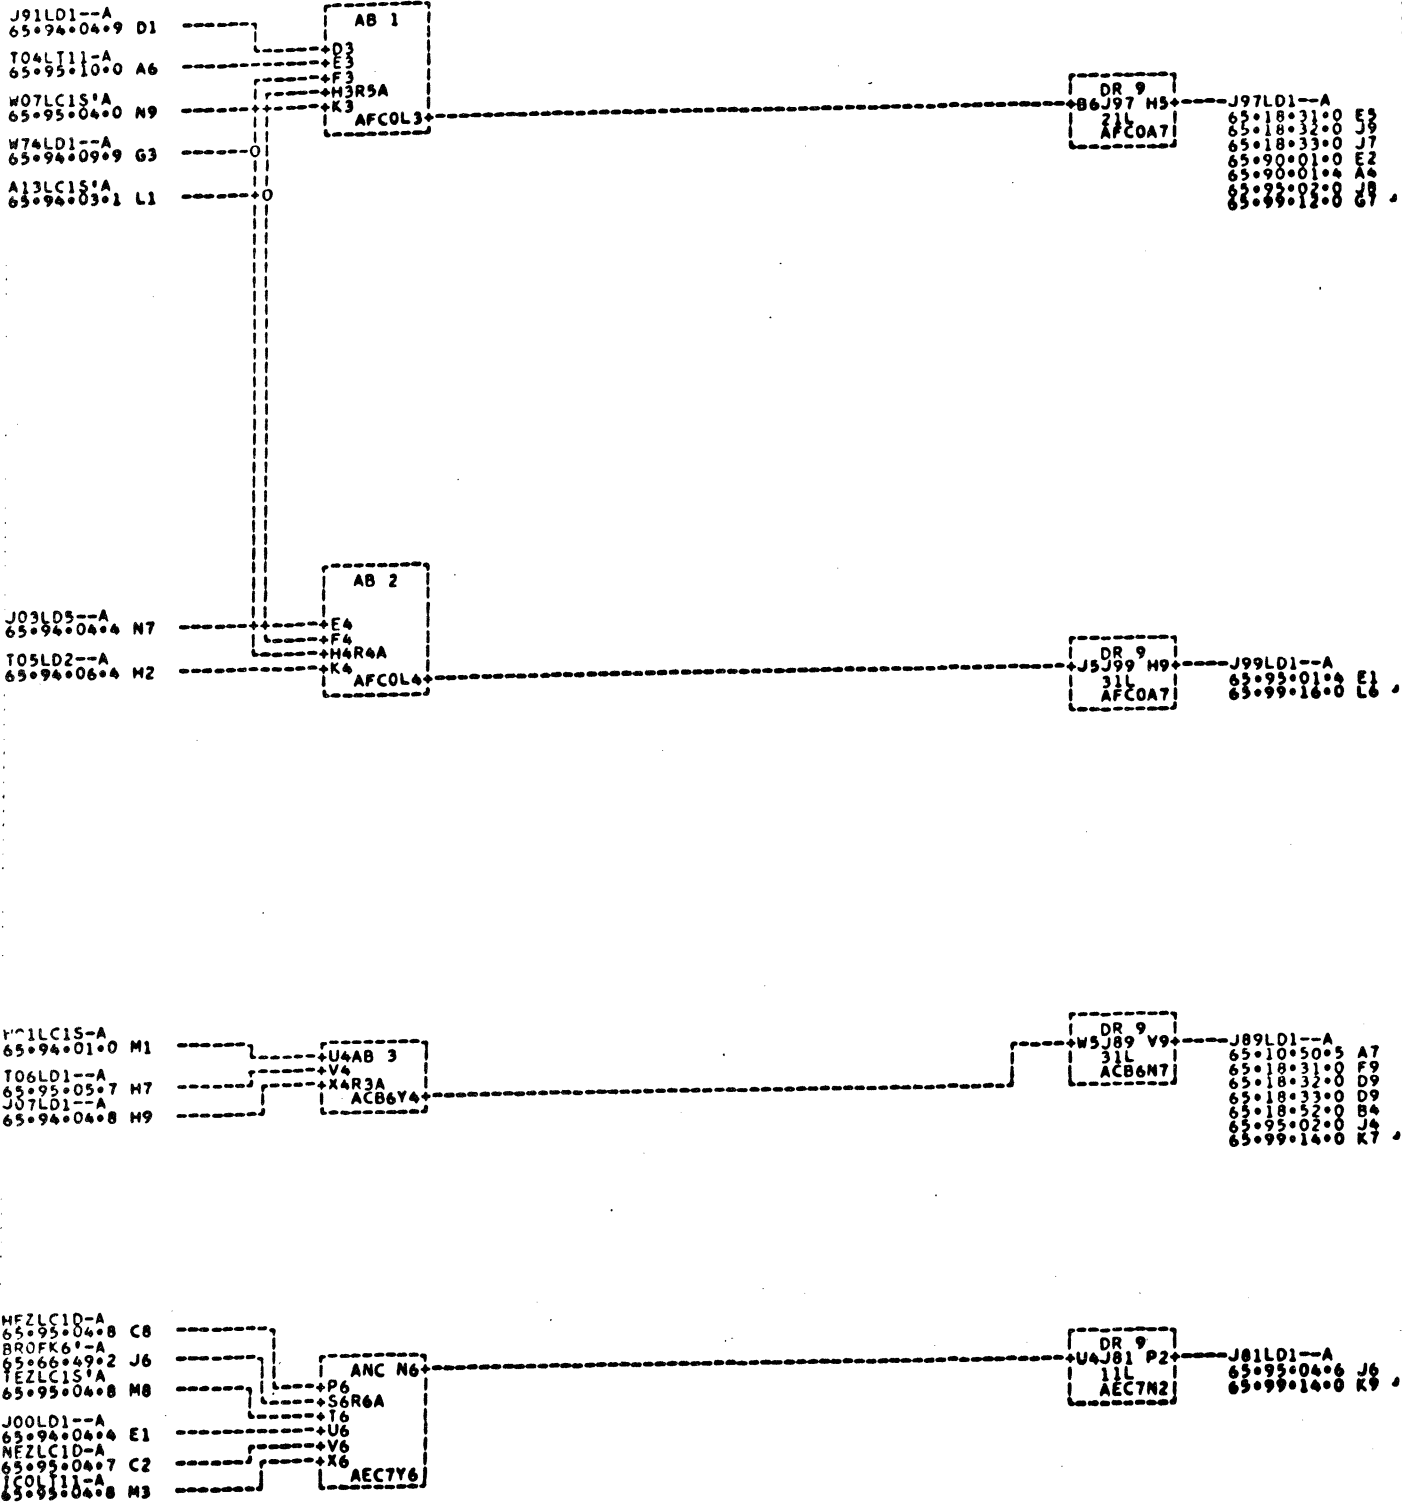 J91LD1--A
65•94•04•9 D1
T04LT11-A
65•95•10•0 A6
W07LC1S'A
65•95•04•0 N9
W74LD1--A
65•94•09•9 G3
A13LC1S'A
65•94•03•1 L1
AB 1
D3
E3
F3
H3R5A
K3
AFC0L3
DR 9
B6J97 H5
21L
AFC0A7
J97LD1--A
65•18•31•0 E5
65•18•32•0 J9
65•18•33•0 J7
65•90•01•0 E2
65•90•01•4 A4
65•95•02•0 J8
65•99•12•0 G7
J03LD5--A
65•94•04•4 N7
T05LD2--A
65•94•06•4 H2
AB 2
E4
F4
H4R4A
K4
AFC0L4
DR 9
J5J99 H9
31L
AFC0A7
J99LD1--A
65•95•01•4 E1
65•99•16•0 L6
65•94•01•0 M1
T06LD1--A
65•95•05•7 H7
J07LD1--A
65•94•04•8 H9
U4AB 3
V4
X4R3A
ACB6Y4
DR 9
W5J89 V9
31L
ACB6N7
J89LD1--A
65•10•50•5 A7
65•18•31•0 F9
65•18•32•0 D9
65•18•33•0 D9
65•18•52•0 B4
65•95•02•0 J4
65•99•14•0 K7
HEZLC1D-A
65•95•04•8 C8
BROFK6'-A
65•66•49•2 J6
TEZLC1S'A
65•95•04•8 M8
J00LD1--A
65•94•04•4 E1
NEZLC1D-A
65•95•04•7 C2
65•95•04•8 M3
ANC N6
P6
S6R6A
T6
U6
V6
X6
AEC7Y6
DR 9
U4J81 P2
11L
AEC7N2
J81LD1--A
65•95•04•6 J6
65•99•14•0 K9